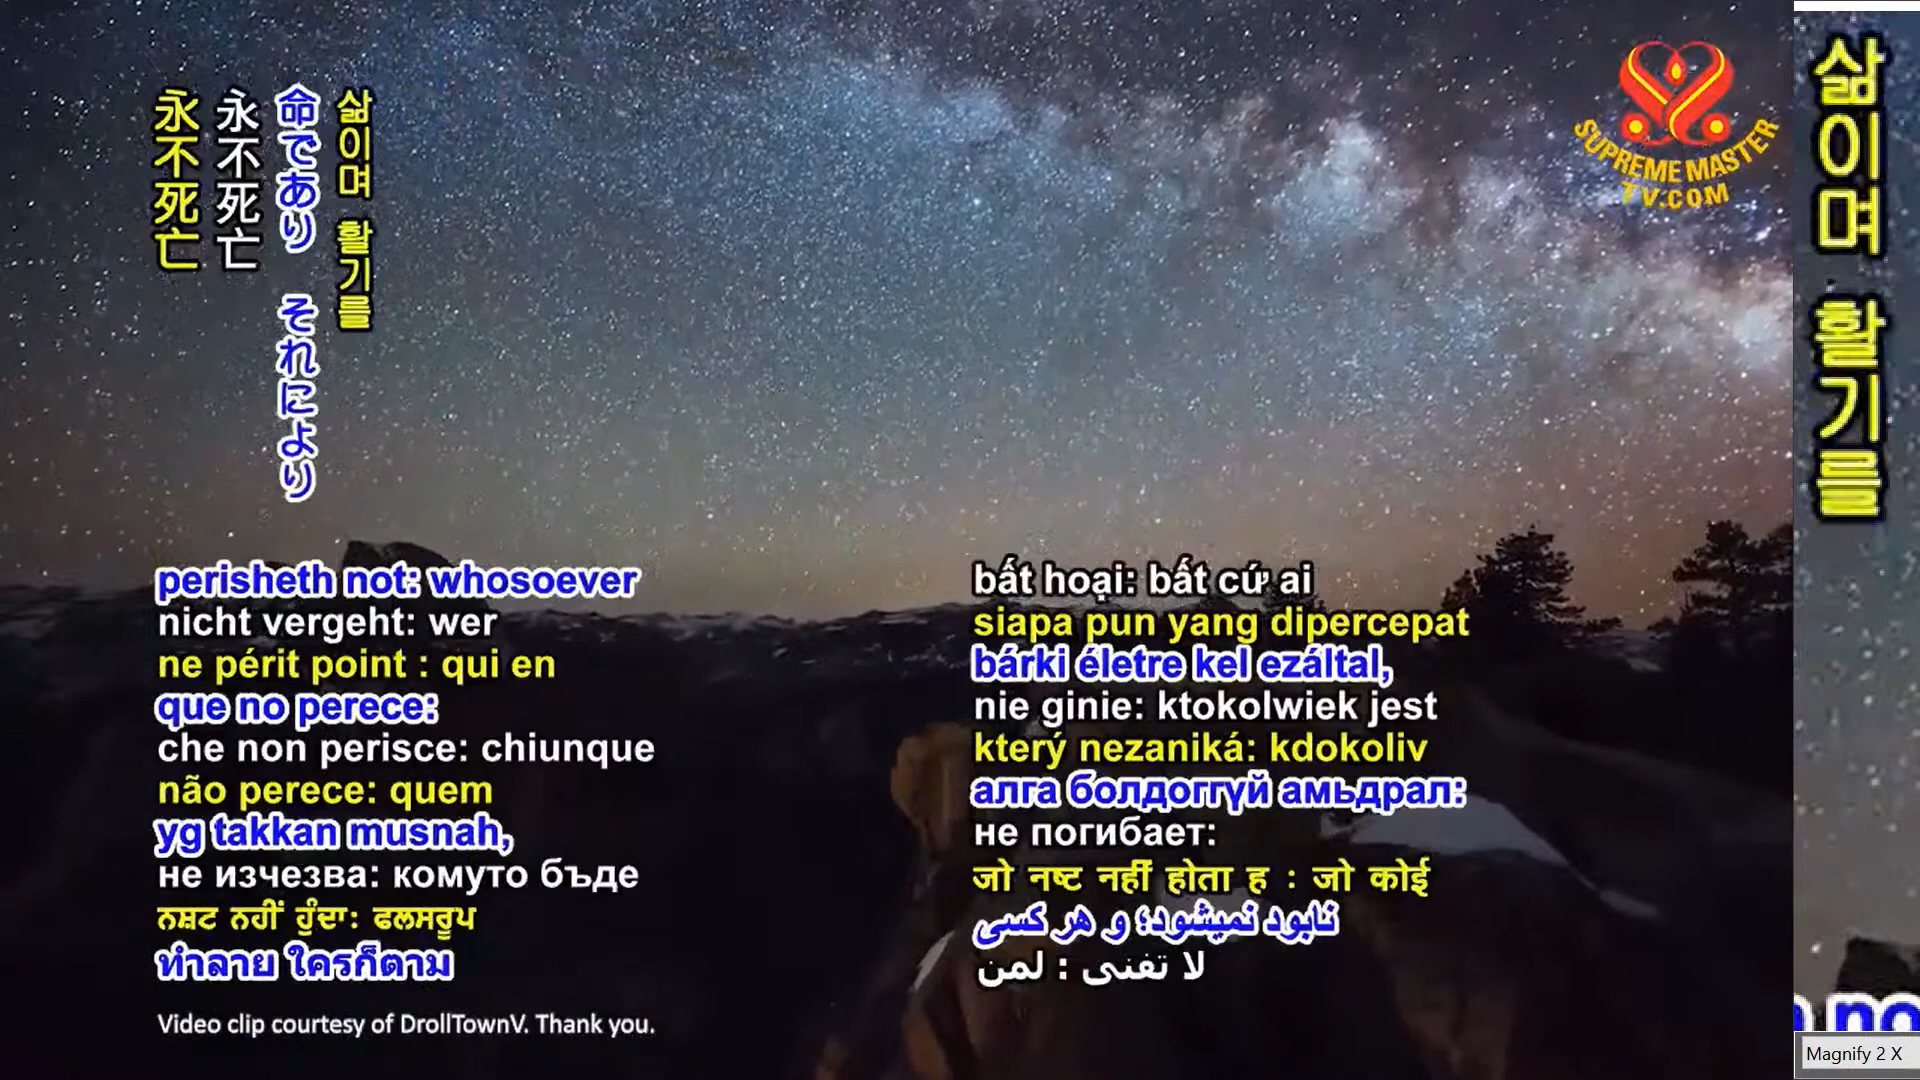 永不死亡
永不死亡
命であり それにより
삶이며 활기를
SUPREME MASTER
TV.COM
perisheth not: whosoever
nicht vergeht: wer
ne périt point : qui en
que no perece:
che non perisce: chiunque
não perece: quem
yg takkan musnah,
не изчезва: комуто бъде
ਨਸ਼ਟ ਨਹੀਂ ਹੁੰਦਾ: ਫਲਸਰੂਪ
ทำลาย ใครก็ตาม
bất hoại: bất cứ ai
siapa pun yang dipercepat
bárki életre kel ezáltal,
nie ginie: ktokolwiek jest
který nezaniká: kdokoliv
алга болдоггүй амьдрал:
не погибает:
जो नष्ट नहीं होता ह : जो कोई
نابود نمیشود؛ و هر کسی
لا تفنى : لمن
Video clip courtesy of DrollTownV. Thank you.
삶이며 활기를
no
Magnify 2 X